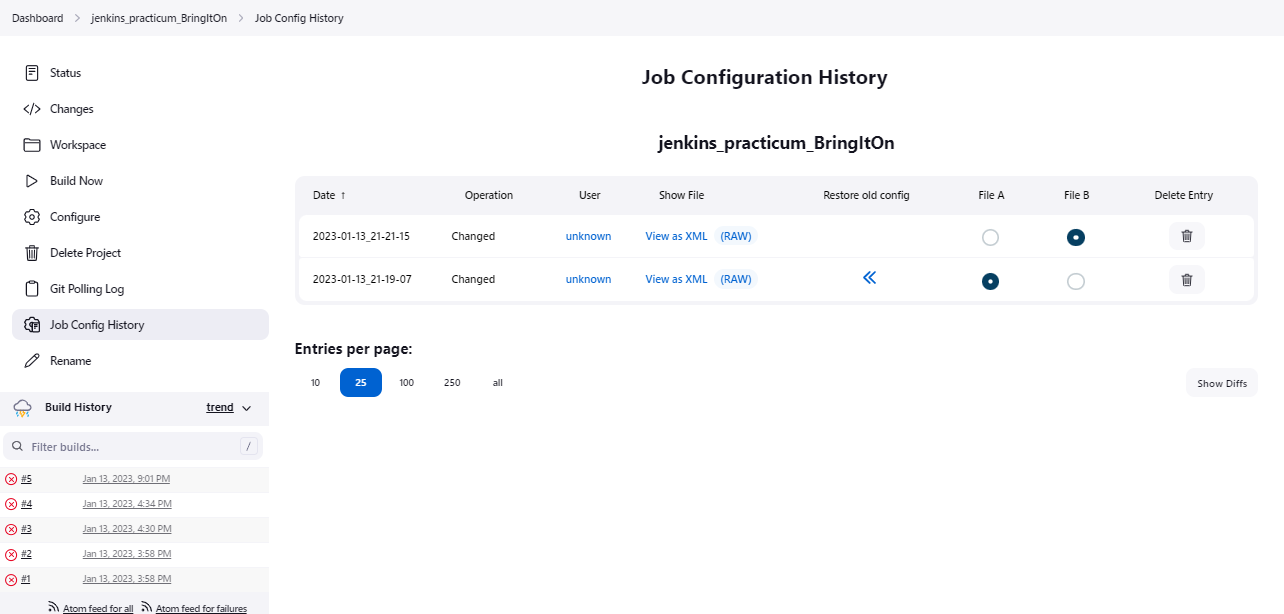 Dashboard > jenkins_practicum_BringItOn > Job Config History
Status
Changes
Workspace
Build Now
Configure
Delete Project
Git Polling Log
Job Config History
Rename
Build History trend
Filter builds... /
#5 Jan 13, 2023, 9:01 PM
#4 Jan 13, 2023, 4:34 PM
#3 Jan 13, 2023, 4:30 PM
#2 Jan 13, 2023, 3:58 PM
#1 Jan 13, 2023, 3:58 PM
Atom feed for all Atom feed for failures
Job Configuration History
jenkins_practicum_BringItOn
Date ↑ Operation User Show File Restore old config File A File B Delete Entry
2023-01-13_21-21-15 Changed unknown View as XML (RAW)
2023-01-13_21-19-07 Changed unknown View as XML (RAW)
Entries per page:
10 25 100 250 all
Show Diffs